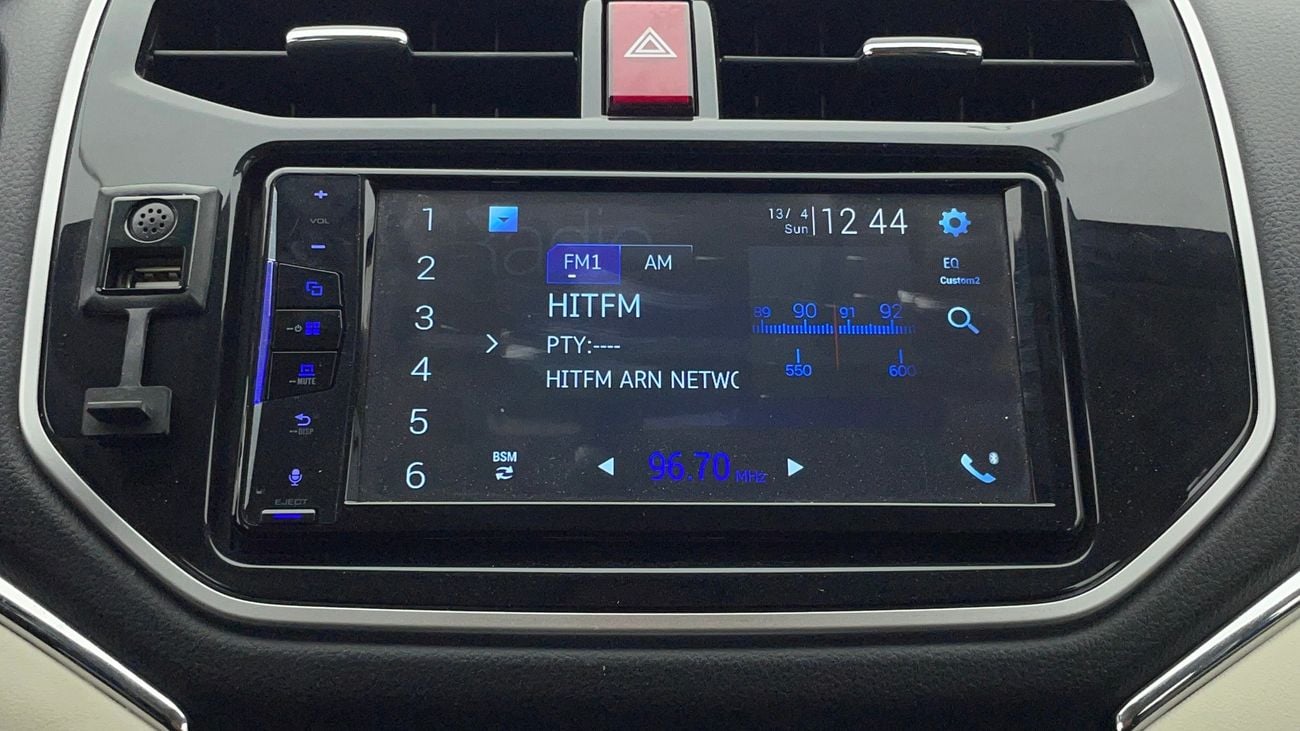 VOL
MUTE
DISP
EJECT
1
2
3
4
5
6
Radio
13/ 4
Sun
12 44
FM1 AM
EQ
Custom2
HITFM
PTY:----
HITFM ARN NETWC
89 90 91 92
550 600
BSM
96.70 MHz